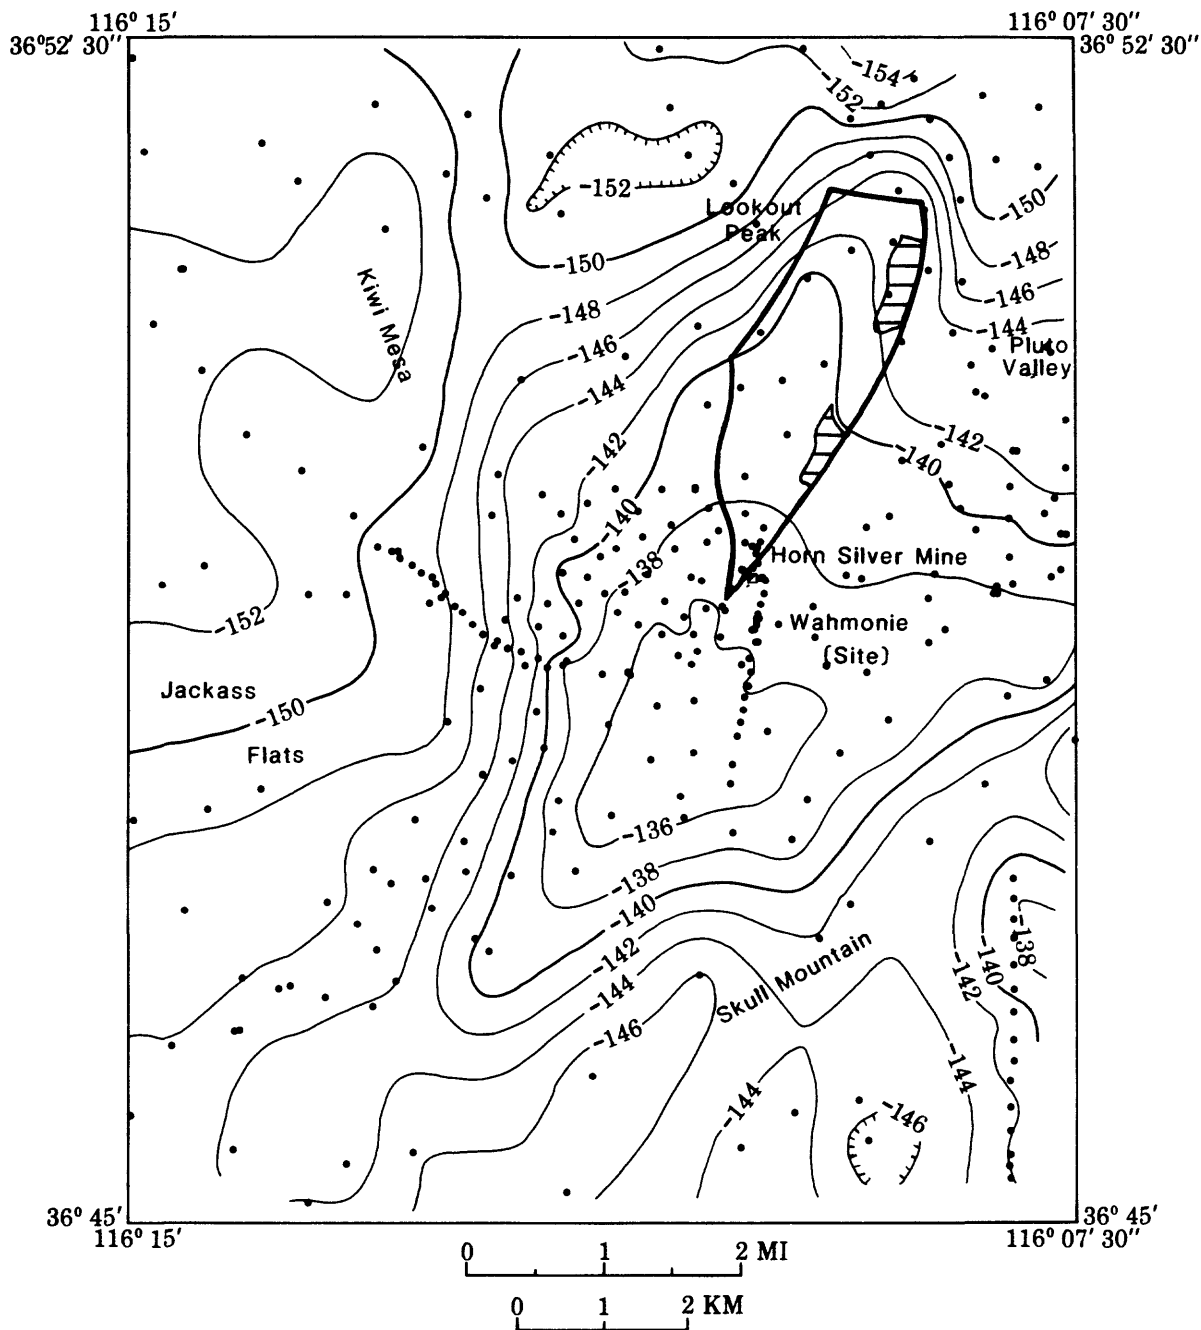 116° 15′ 116° 07′ 30″
36°52′ 30″ 36° 52′ 30″
-154
-152
-152
Lookout
Peak
-150
-150
-148
-146
-148
-144
Kiwi Mesa
-146
Pluto
Valley
-144
-142
-142
-140
-140
Horn Silver Mine
-138
-152
Wahmonie
(Site)
Jackass
-150
Flats
-136
-138
-140
-142
-144
-146
Skull Mountain
-138
-140
-142
-144
-144
-146
36° 45′ 36° 45′
116° 15′ 116° 07′ 30″
0 1 2 MI
0 1 2 KM